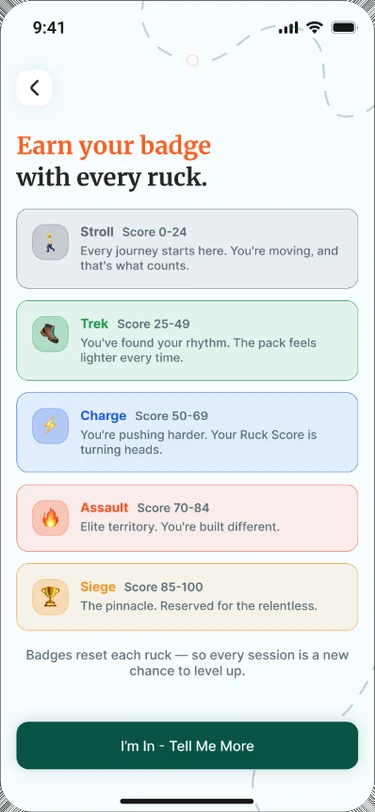 9:41
Earn your badge
with every ruck.
Stroll Score 0-24
Every journey starts here. You're moving, and
that's what counts.
Trek Score 25-49
You've found your rhythm. The pack feels
lighter every time.
Charge Score 50-69
You're pushing harder. Your Ruck Score is
turning heads.
Assault Score 70-84
Elite territory. You're built different.
Siege Score 85-100
The pinnacle. Reserved for the relentless.
Badges reset each ruck — so every session is a new
chance to level up.
I'm In - Tell Me More